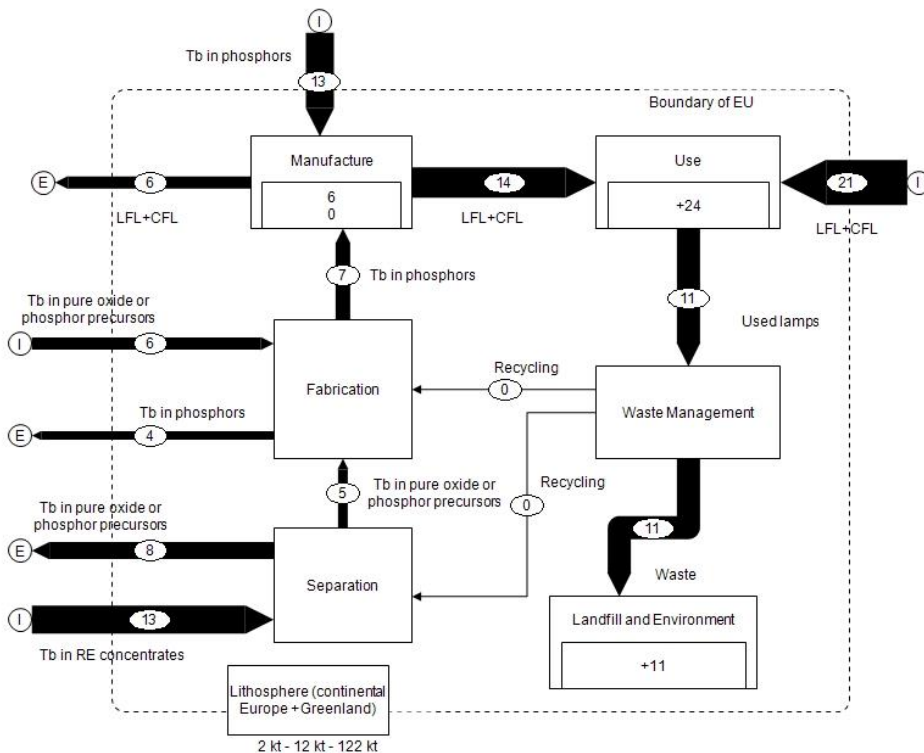 I
Tb in phosphors
13
Boundary of EU
Manufacture
6
0
Use
+24
E
6
LFL+CFL
14
LFL+CFL
21
I
LFL+CFL
7
Tb in phosphors
11
Used lamps
Tb in pure oxide or
phosphor precursors
I
6
Fabrication
Recycling
0
Waste Management
Tb in phosphors
E
4
5
Tb in pure oxide or
phosphor precursors
Recycling
0
Tb in pure oxide or
phosphor precursors
E
8
Separation
11
Waste
I
13
Tb in RE concentrates
Landfill and Environment
+11
Lithosphere (continental
Europe +Greenland)
2 kt - 12 kt - 122 kt